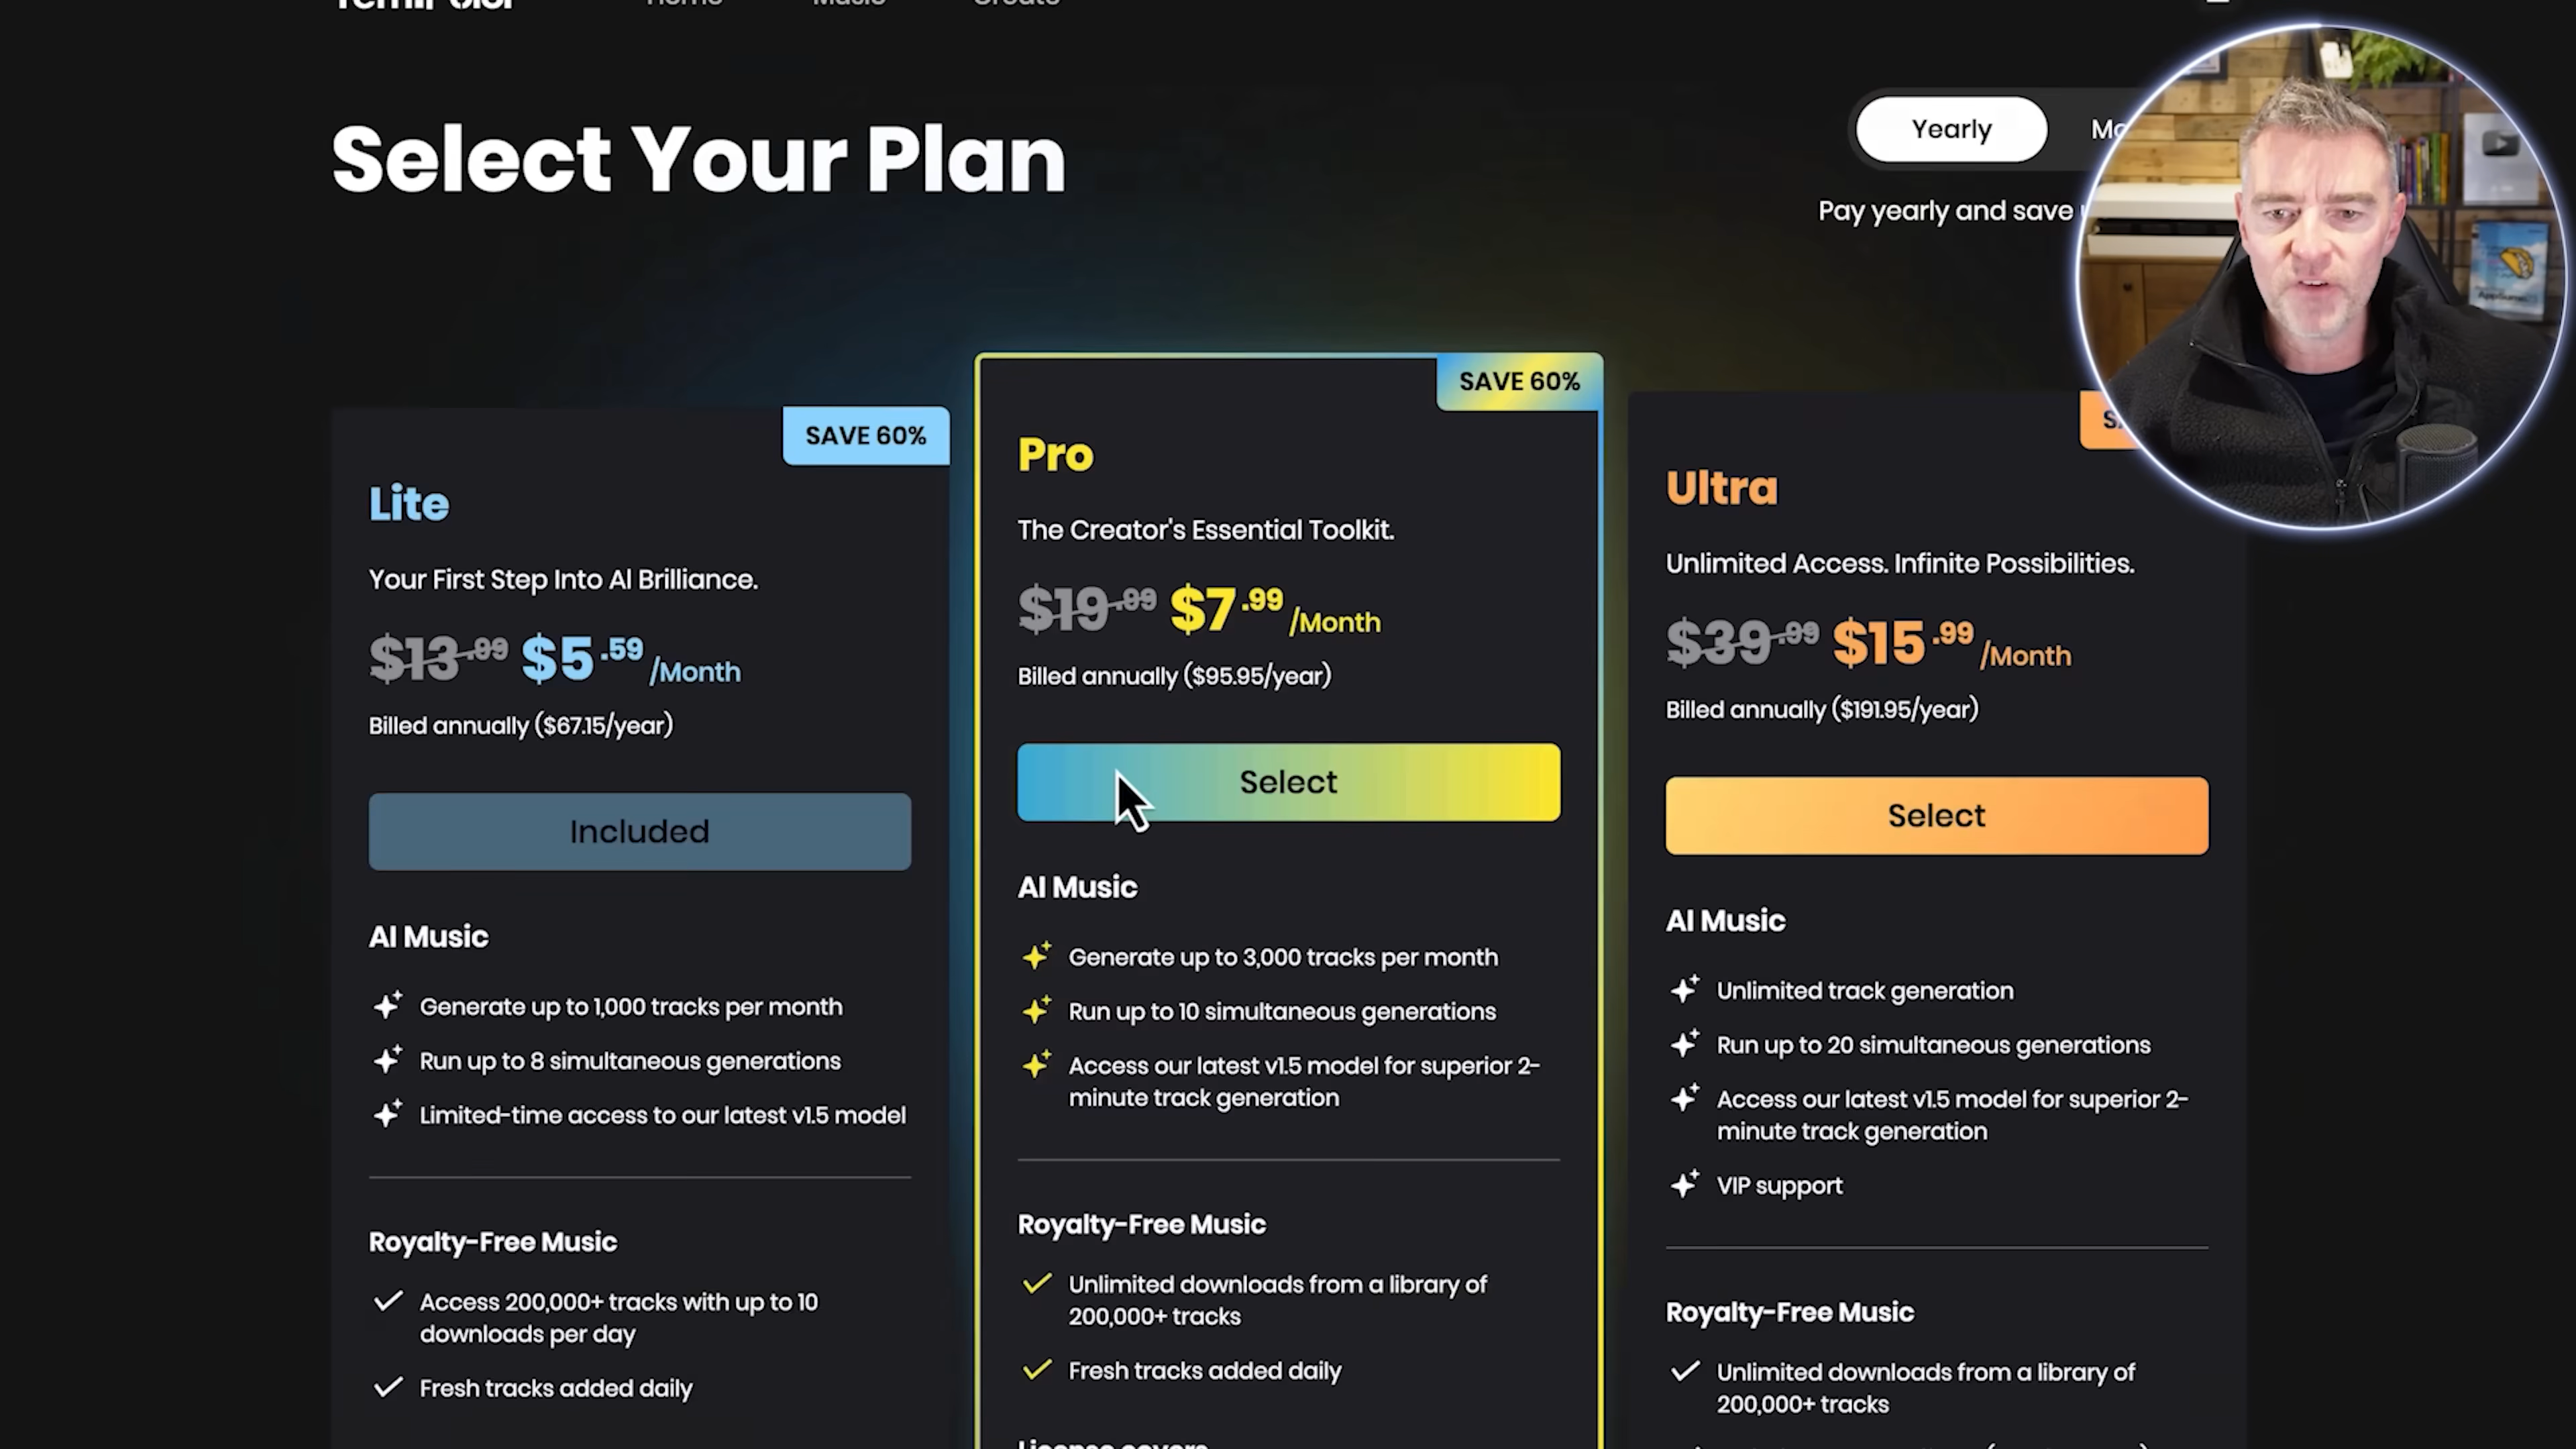 Home Music Create
Select Your Plan
Yearly
Pay yearly and save
SAVE 60%
Lite
Your First Step Into AI Brilliance.
$13.99 $5.59 /Month
Billed annually ($67.15/year)
Included
AI Music
Generate up to 1,000 tracks per month
Run up to 8 simultaneous generations
Limited-time access to our latest v1.5 model
Royalty-Free Music
Access 200,000+ tracks with up to 10
downloads per day
Fresh tracks added daily
SAVE 60%
Pro
The Creator's Essential Toolkit.
$19.99 $7.99 /Month
Billed annually ($95.95/year)
Select
AI Music
Generate up to 3,000 tracks per month
Run up to 10 simultaneous generations
Access our latest v1.5 model for superior 2-
minute track generation
Royalty-Free Music
Unlimited downloads from a library of
200,000+ tracks
Fresh tracks added daily
License covers
Ultra
Unlimited Access. Infinite Possibilities.
$39.99 $15.99 /Month
Billed annually ($191.95/year)
Select
AI Music
Unlimited track generation
Run up to 20 simultaneous generations
Access our latest v1.5 model for superior 2-
minute track generation
VIP support
Royalty-Free Music
Unlimited downloads from a library of
200,000+ tracks